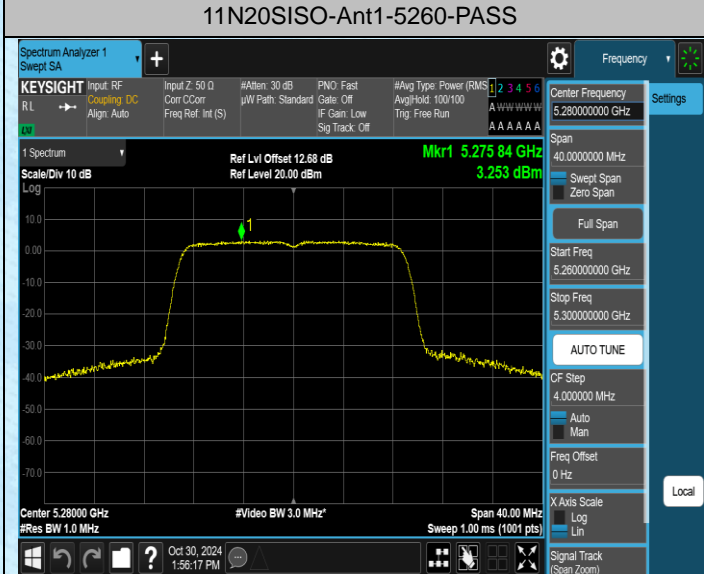 11N20SISO-Ant1-5260-PASS
Spectrum Analyzer 1
Swept SA
Frequency
KEYSIGHT
RL
LXI
Input: RF
Coupling: DC
Align: Auto
Input Z: 50 Ω
Corr CCorr
Freq Ref: Int (S)
#Atten: 30 dB
µW Path: Standard
PNO: Fast
Gate: Off
IF Gain: Low
Sig Track: Off
#Avg Type: Power (RMS
Avg|Hold: 100/100
Trig: Free Run
1 2 3 4 5 6
A W W W W W
A A A A A A
1 Spectrum
Scale/Div 10 dB
Log
Ref Lvl Offset 12.68 dB
Ref Level 20.00 dBm
Mkr1 5.275 84 GHz
3.253 dBm
1
10.0
0.00
-10.0
-20.0
-30.0
-40.0
-50.0
-60.0
-70.0
Center 5.28000 GHz
#Res BW 1.0 MHz
#Video BW 3.0 MHz*
Span 40.00 MHz
Sweep 1.00 ms (1001 pts)
Center Frequency
5.280000000 GHz
Settings
Span
40.0000000 MHz
Swept Span
Zero Span
Full Span
Start Freq
5.260000000 GHz
Stop Freq
5.300000000 GHz
AUTO TUNE
CF Step
4.000000 MHz
Auto
Man
Freq Offset
0 Hz
X Axis Scale
Log
Lin
Local
Signal Track
(Span Zoom)
?
Oct 30, 2024
1:56:17 PM